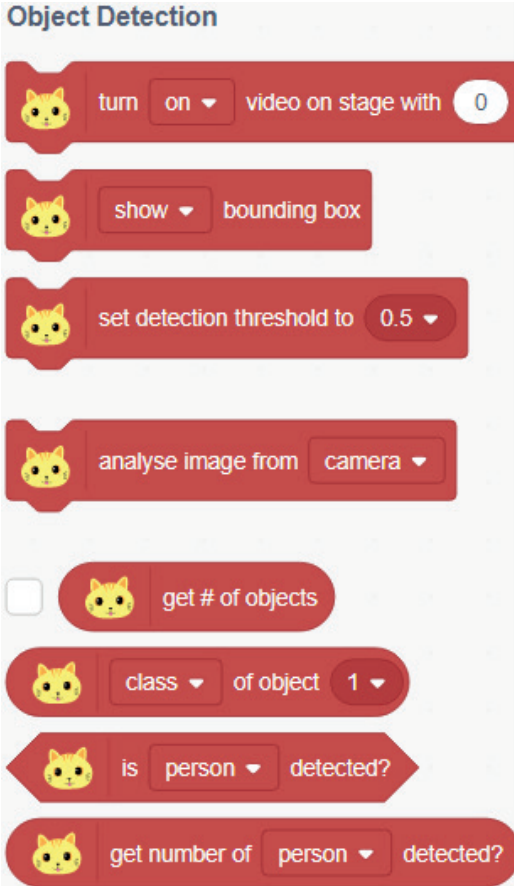 Object Detection
turn on video on stage with 0
show bounding box
set detection threshold to 0.5
analyse image from camera
get # of objects
class of object 1
is person detected?
get number of person detected?